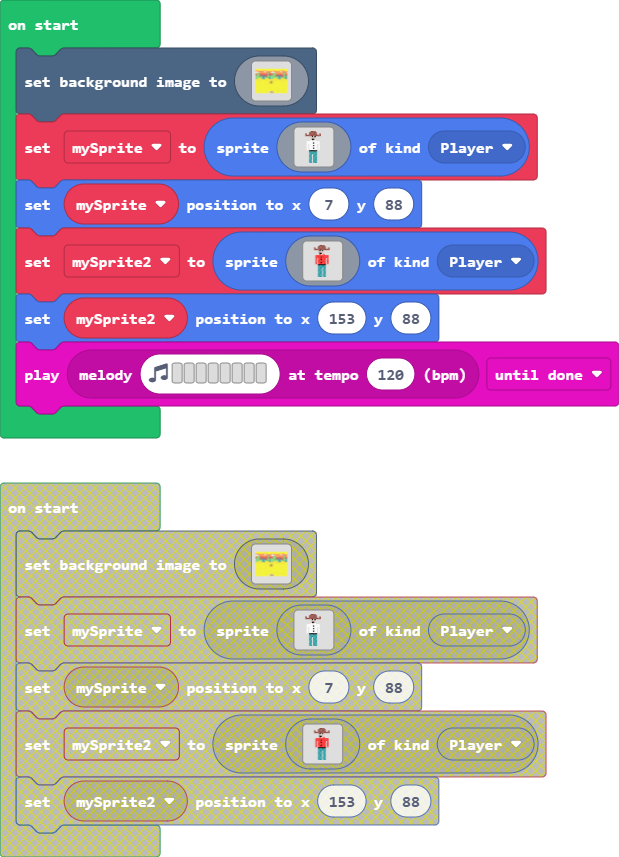 on start
set background image to
set mySprite to sprite of kind Player
set mySprite position to x 7 y 88
set mySprite2 to sprite of kind Player
set mySprite2 position to x 153 y 88
play melody at tempo 120 (bpm) until done
on start
set background image to
set mySprite to sprite of kind Player
set mySprite position to x 7 y 88
set mySprite2 to sprite of kind Player
set mySprite2 position to x 153 y 88